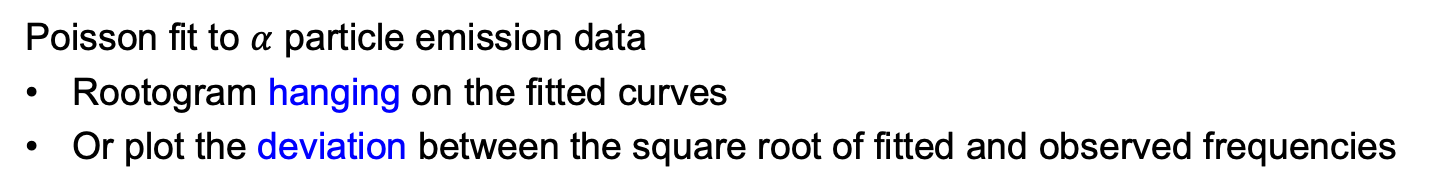 Poisson fit to α particle emission data
• Rootogram hanging on the fitted curves
• Or plot the deviation between the square root of fitted and observed frequencies